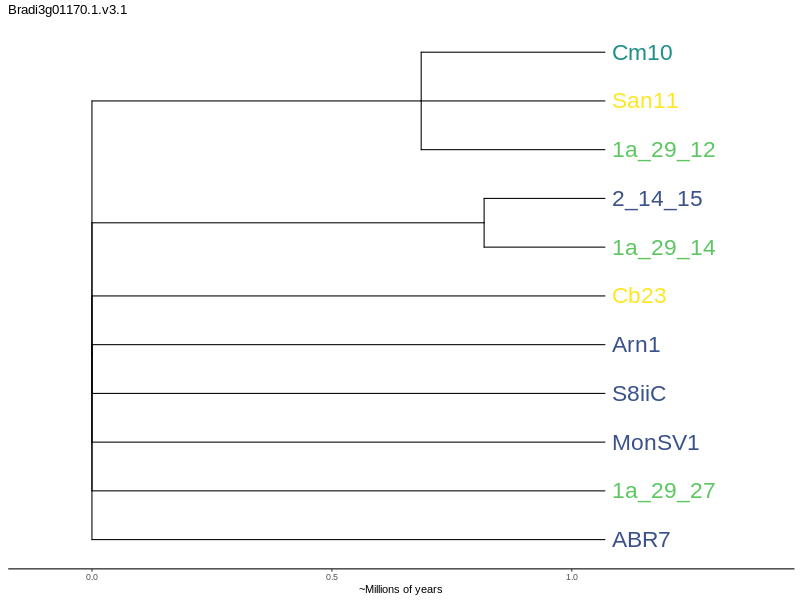 Bradi3g01170.1.v3.1
Cm10
San11
1a_29_12
2_14_15
1a_29_14
Cb23
Arn1
S8iiC
MonSV1
1a_29_27
ABR7
0.0 0.5 1.0
~Millions of years